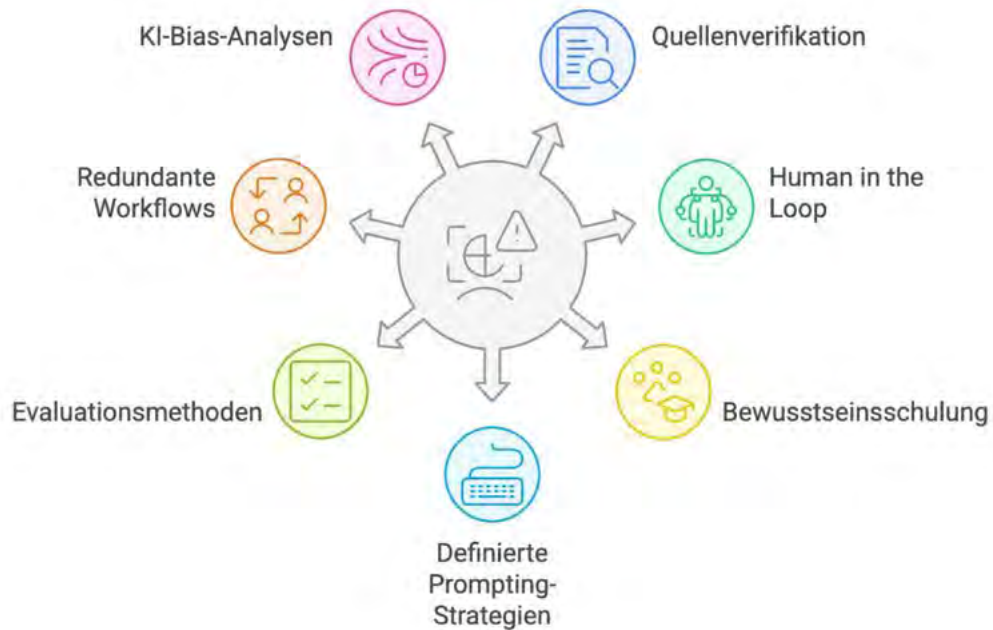 KI-Bias-Analysen
Quellenverifikation
Redundante
Workflows
Human in the
Loop
Evaluationsmethoden
Bewusstseinsschulung
Definierte
Prompting-
Strategien